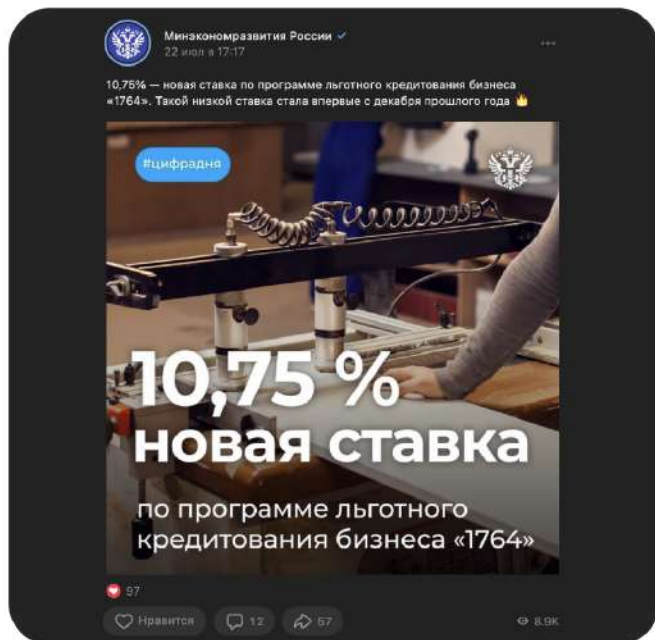 Минэкономразвития России
22 июл в 17:17
10,75% — новая ставка по программе льготного кредитования бизнеса
«1764». Такой низкой ставка стала впервые с декабря прошлого года 🔥
#цифрадня
10,75 %
новая ставка
по программе льготного
кредитования бизнеса «1764»
97
Нравится 12 57 8.9K